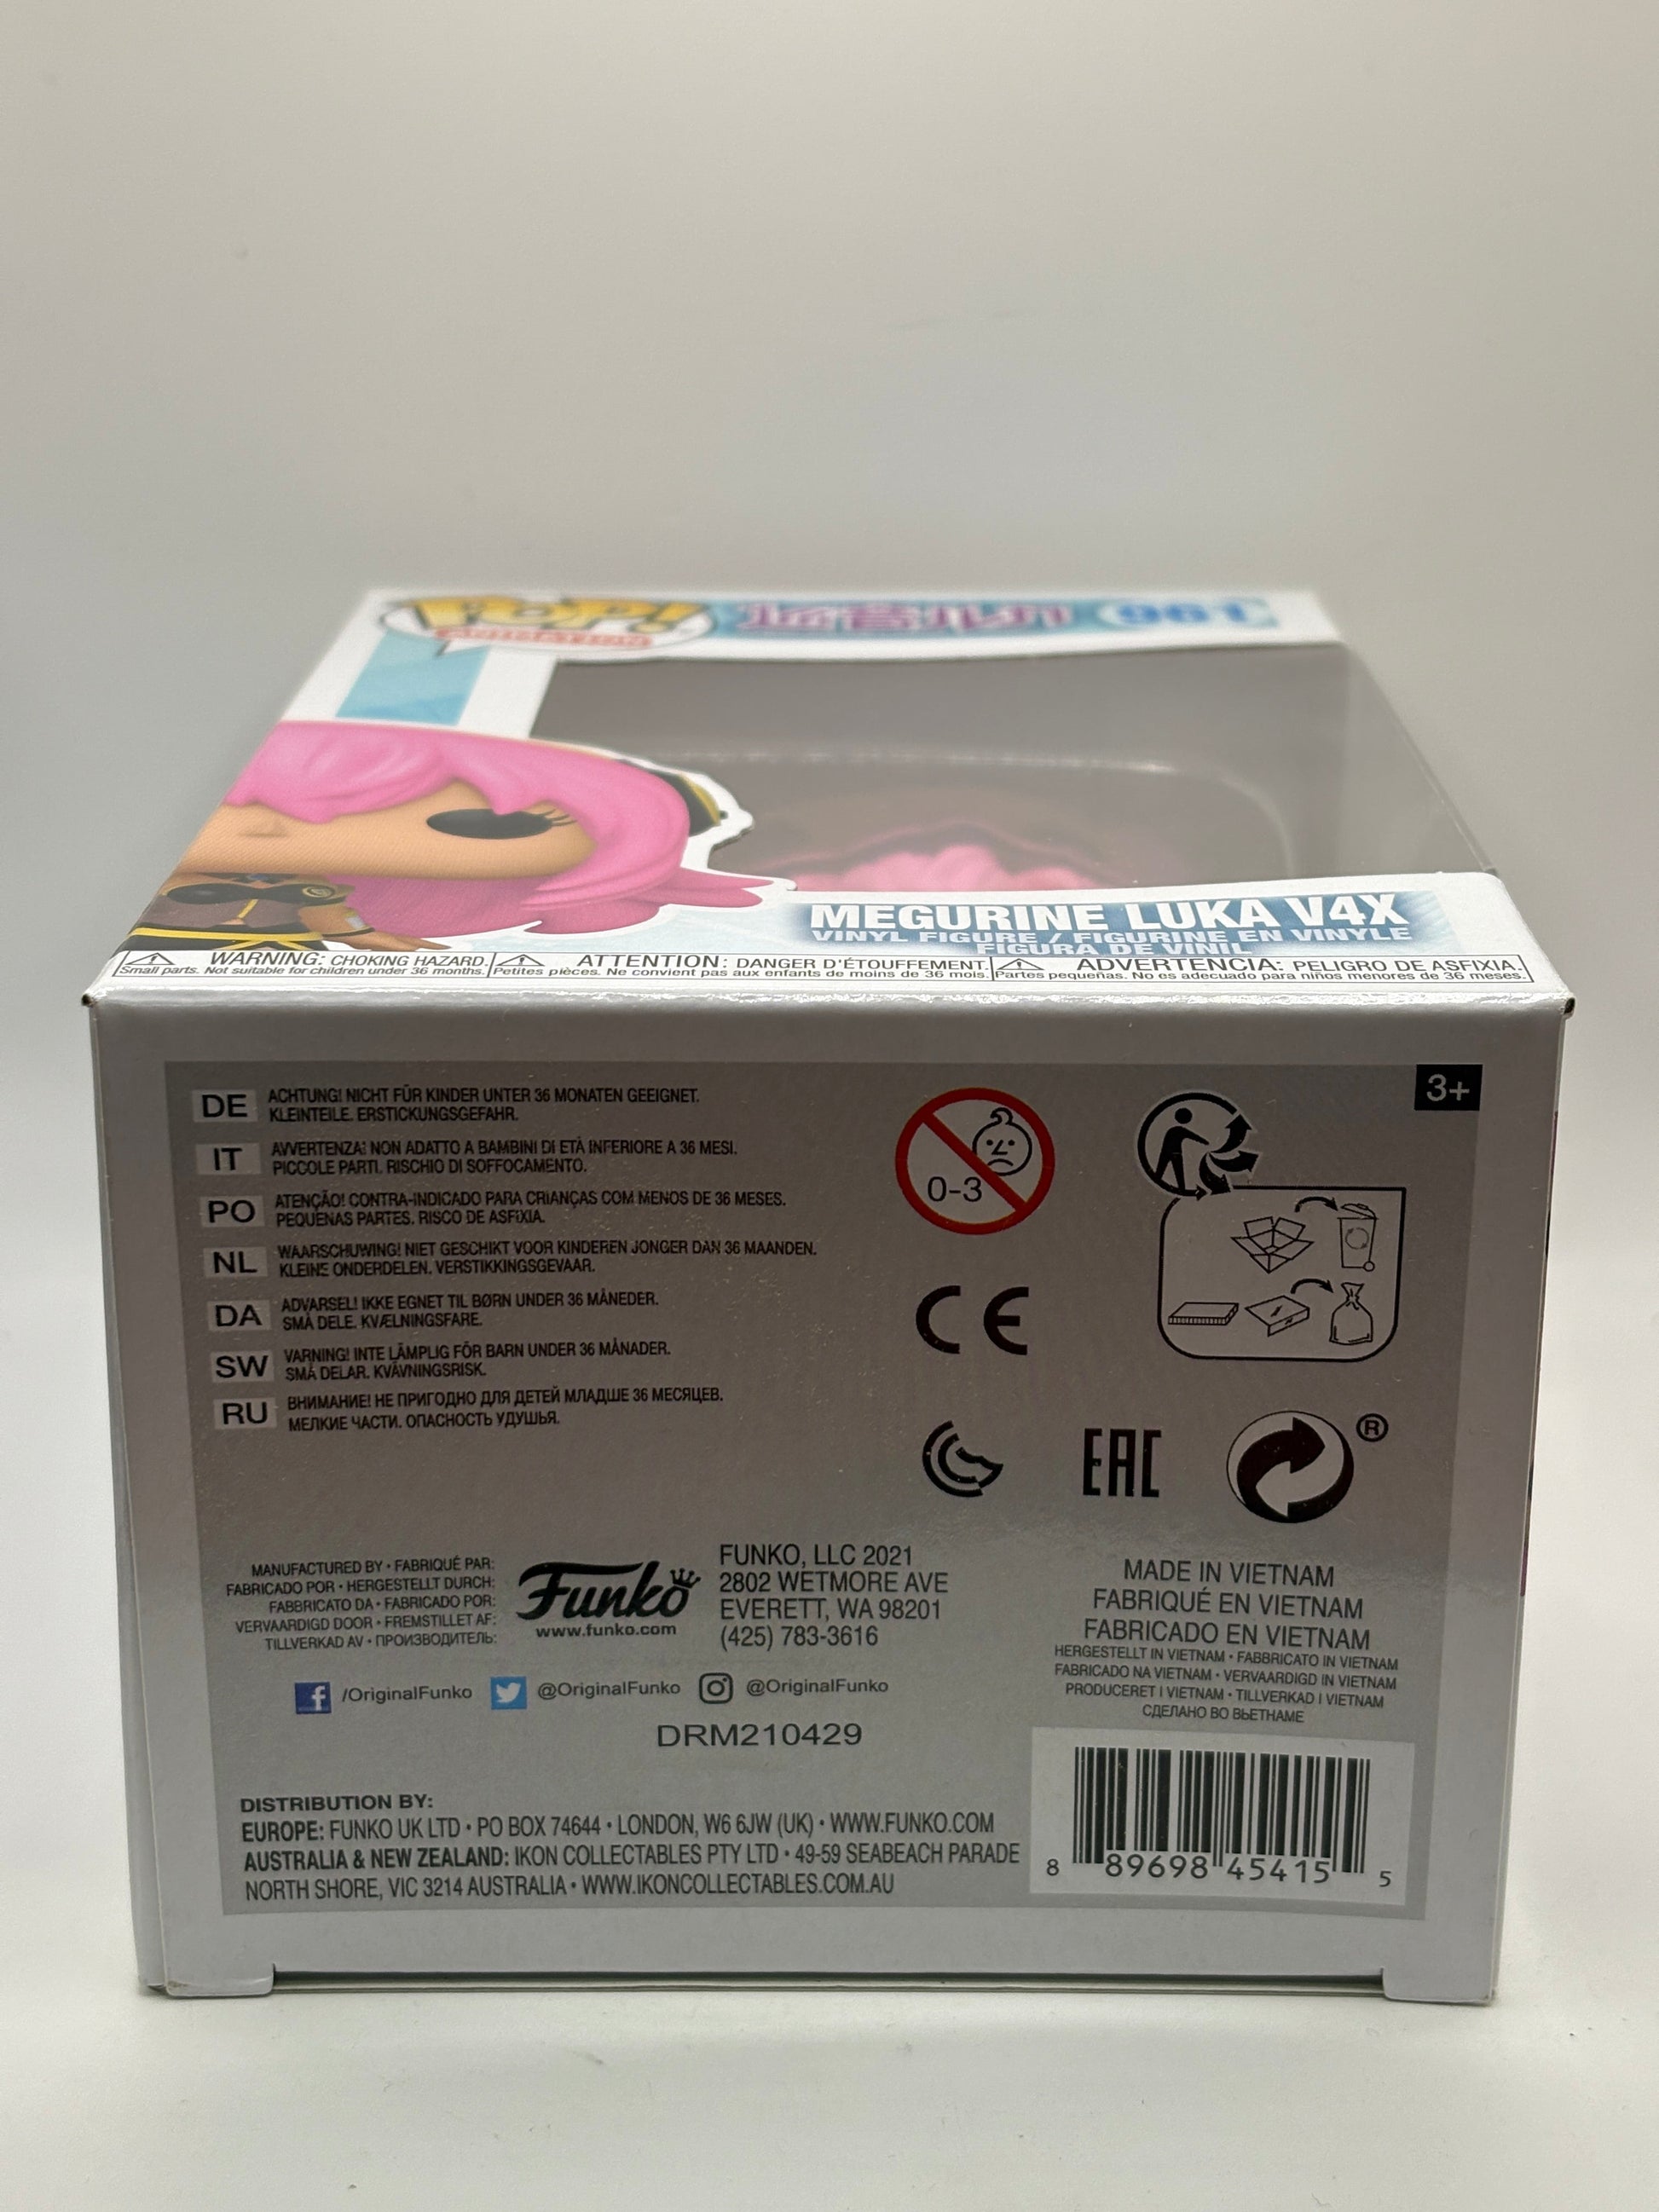 POP!
ANIMATION
巡音ルカ
961
MEGURINE LUKA V4X
VINYL FIGURE / FIGURINE EN VINYLE
FIGURA DE VINIL
WARNING: CHOKING HAZARD.
Small parts. Not suitable for children under 36 months.
ATTENTION: DANGER D'ÉTOUFFEMENT.
Petites pièces. Ne convient pas aux enfants de moins de 36 mois.
ADVERTENCIA: PELIGRO DE ASFIXIA.
Partes pequeñas. No es adecuado para niños menores de 36 meses.
3+
DE ACHTUNG! NICHT FÜR KINDER UNTER 36 MONATEN GEEIGNET.
KLEINTEILE. ERSTICKUNGSGEFAHR.
IT AVVERTENZA: NON ADATTO A BAMBINI DI ETÀ INFERIORE A 36 MESI.
PICCOLE PARTI. RISCHIO DI SOFFOCAMENTO.
PO ATENÇÃO! CONTRA-INDICADO PARA CRIANÇAS COM MENOS DE 36 MESES.
PEQUENAS PARTES. RISCO DE ASFIXIA.
NL WAARSCHUWING! NIET GESCHIKT VOOR KINDEREN JONGER DAN 36 MAANDEN.
KLEINE ONDERDELEN. VERSTIKKINGSGEVAAR.
DA ADVARSEL! IKKE EGNET TIL BØRN UNDER 36 MÅNEDER.
SMÅ DELE. KVÆLNINGSFARE.
SW VARNING! INTE LÄMPLIG FÖR BARN UNDER 36 MÅNADER.
SMÅ DELAR. KVÄVNINGSRISK.
RU ВНИМАНИЕ! НЕ ПРИГОДНО ДЛЯ ДЕТЕЙ МЛАДШЕ 36 МЕСЯЦЕВ.
МЕЛКИЕ ЧАСТИ. ОПАСНОСТЬ УДУШЬЯ.
0-3
CE
EAC
®
MANUFACTURED BY • FABRIQUÉ PAR:
FABRICADO POR • HERGESTELLT DURCH:
FABBRICATO DA • FABRICADO POR:
VERVAARDIGD DOOR • FREMSTILLET AF:
TILLVERKAD AV • ПРОИЗВОДИТЕЛЬ:
Funko
www.funko.com
FUNKO, LLC 2021
2802 WETMORE AVE
EVERETT, WA 98201
(425) 783-3616
MADE IN VIETNAM
FABRIQUÉ EN VIETNAM
FABRICADO EN VIETNAM
HERGESTELLT IN VIETNAM • FABBRICATO IN VIETNAM
FABRICADO NA VIETNAM • VERVAARDIGD IN VIETNAM
PRODUCERET I VIETNAM • TILLVERKAD I VIETNAM
СДЕЛАНО ВО ВЬЕТНАМЕ
/OriginalFunko @OriginalFunko @OriginalFunko
DRM210429
DISTRIBUTION BY:
EUROPE: FUNKO UK LTD • PO BOX 74644 • LONDON, W6 6JW (UK) • WWW.FUNKO.COM
AUSTRALIA & NEW ZEALAND: IKON COLLECTABLES PTY LTD • 49-59 SEABEACH PARADE
NORTH SHORE, VIC 3214 AUSTRALIA • WWW.IKONCOLLECTABLES.COM.AU
8 89698 45415 5